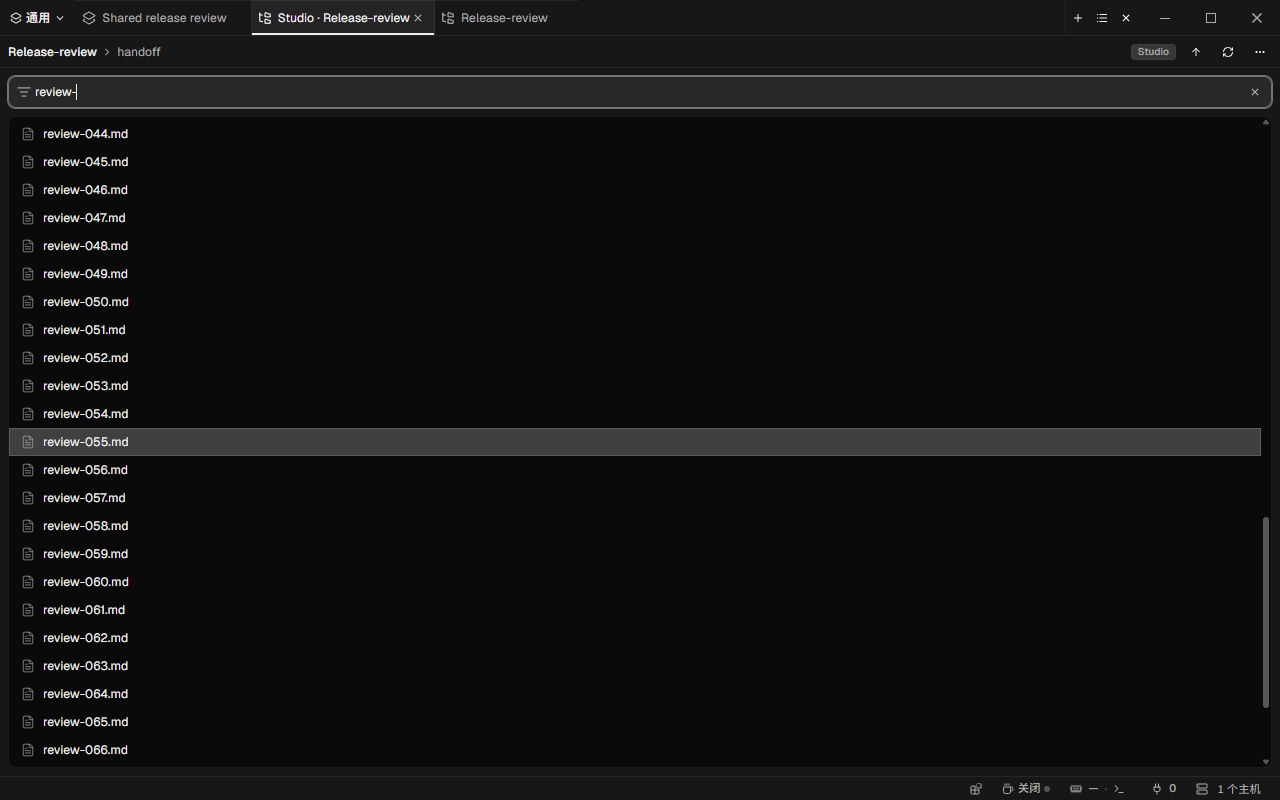 通用 Shared release review Studio · Release-review Release-review
Release-review handoff Studio
review-
review-044.md
review-045.md
review-046.md
review-047.md
review-048.md
review-049.md
review-050.md
review-051.md
review-052.md
review-053.md
review-054.md
review-055.md
review-056.md
review-057.md
review-058.md
review-059.md
review-060.md
review-061.md
review-062.md
review-063.md
review-064.md
review-065.md
review-066.md
关闭 — · 0 1 个主机